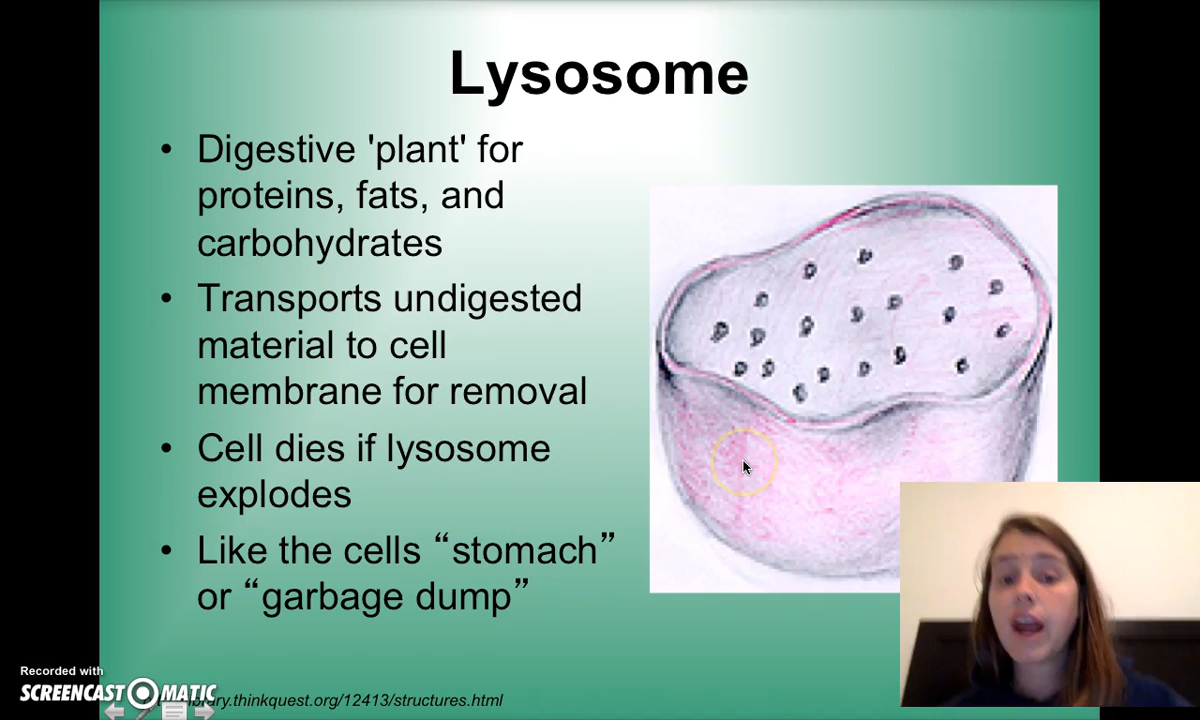 Lysosome
• Digestive 'plant' for
proteins, fats, and
carbohydrates
• Transports undigested
material to cell
membrane for removal
• Cell dies if lysosome
explodes
• Like the cells “stomach”
or “garbage dump”
Recorded with
SCREENCAST MATIC
library.thinkquest.org/12413/structures.html